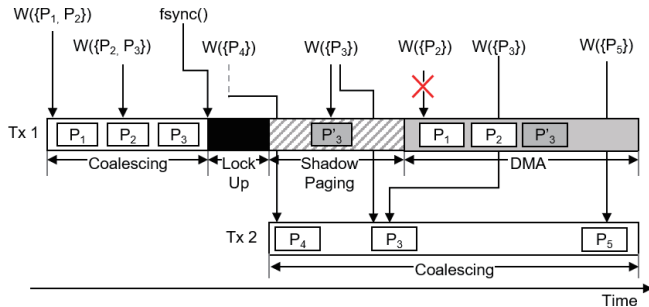 W({P1, P2})
W({P2, P3})
fsync()
W({P4})
W({P3})
W({P2})
W({P3})
W({P5})
Tx 1
P1
P2
P3
P'3
P1
P2
P'3
Coalescing
Lock
Up
Shadow
Paging
DMA
Tx 2
P4
P3
P5
Coalescing
Time